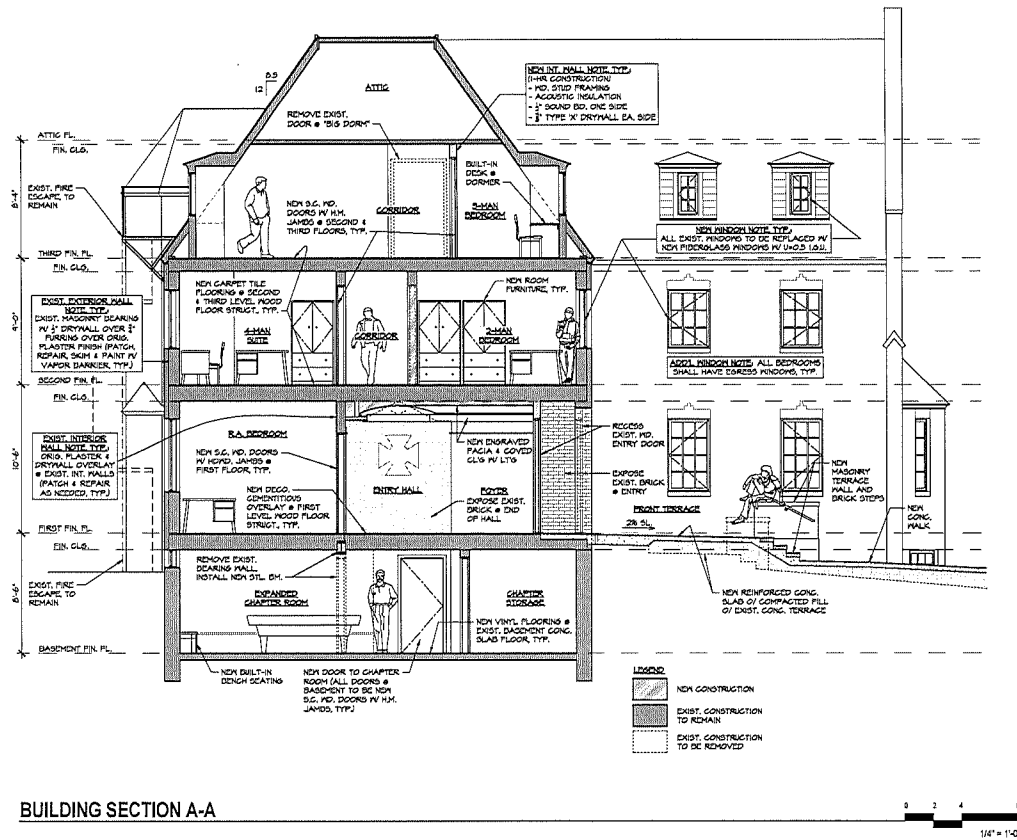 8.9
12
ATTIC
NEW INT. WALL NOTE, TYP.:
(1-HR CONSTRUCTION)
- WD. STUD FRAMING
- ACOUSTIC INSULATION
- ½" SOUND BD. ONE SIDE
- ⅝" TYPE 'X' DRYWALL EA. SIDE
REMOVE EXIST.
DOOR @ "BIG DORM"
ATTIC FL.
FIN. CLG.
8'-4"
EXIST. FIRE
ESCAPE, TO
REMAIN
NEW S.C. WD.
DOORS W/ H.M.
JAMBS @ SECOND &
THIRD FLOORS, TYP.
CORRIDOR
BUILT-IN
DESK @
DORMER
3-MAN
BEDROOM
NEW WINDOW NOTE, TYP.:
ALL EXIST. WINDOWS TO BE REPLACED W/
NEW FIBERGLASS WINDOWS W/ U=0.3 I.G.U.
THIRD FIN. FL.
FIN. CLG.
9'-0"
EXIST. EXTERIOR WALL
NOTE, TYP.:
EXIST. MASONRY BEARING
W/ ½" DRYWALL OVER ¾"
FURRING OVER ORIG.
PLASTER FINISH (PATCH,
REPAIR, SKIM & PAINT W/
VAPOR BARRIER, TYP.)
NEW CARPET TILE
FLOORING @ SECOND
& THIRD LEVEL WOOD
FLOOR STRUCT., TYP.
4-MAN
SUITE
CORRIDOR
NEW ROOM
FURNITURE, TYP.
2-MAN
BEDROOM
ADD'L WINDOW NOTE: ALL BEDROOMS
SHALL HAVE EGRESS WINDOWS, TYP.
SECOND FIN. FL.
FIN. CLG.
10'-6"
EXIST. INTERIOR
WALL NOTE, TYP.:
ORIG. PLASTER &
DRYWALL OVERLAY
@ EXIST. INT. WALLS
(PATCH & REPAIR
AS NEEDED, TYP.)
R.A. BEDROOM
NEW S.C. WD. DOORS
W/ HDWD. JAMBS @
FIRST FLOOR, TYP.
NEW DECO.
CEMENTITIOUS
OVERLAY @ FIRST
LEVEL WOOD FLOOR
STRUCT., TYP.
ENTRY HALL
NEW ENGRAVED
FACIA & COVED
CLG W/ LTG
FOYER
EXPOSE EXIST.
BRICK @ END
OF HALL
RECESS
EXIST. WD.
ENTRY DOOR
EXPOSE
EXIST. BRICK
@ ENTRY
FRONT TERRACE
2% SL.
NEW
MASONRY
TERRACE
WALL AND
BRICK STEPS
NEW
CONC.
WALK
FIRST FIN. FL.
FIN. CLG.
8'-6"
EXIST. FIRE
ESCAPE, TO
REMAIN
REMOVE EXIST.
BEARING WALL
INSTALL NEW STL. BM.
EXPANDED
CHAPTER ROOM
CHAPTER
STORAGE
NEW VINYL FLOORING @
EXIST. BASEMENT CONC.
SLAB FLOOR, TYP.
NEW REINFORCED CONC.
SLAB O/ COMPACTED FILL
O/ EXIST. CONC. TERRACE
BASEMENT FIN. FL.
NEW BUILT-IN
BENCH SEATING
NEW DOOR TO CHAPTER
ROOM (ALL DOORS @
BASEMENT TO BE NEW
S.C. WD. DOORS W/ H.M.
JAMBS, TYP.)
LEGEND
NEW CONSTRUCTION
EXIST. CONSTRUCTION
TO REMAIN
EXIST. CONSTRUCTION
TO BE REMOVED
BUILDING SECTION A-A
0 2 4
1/4" = 1'-0